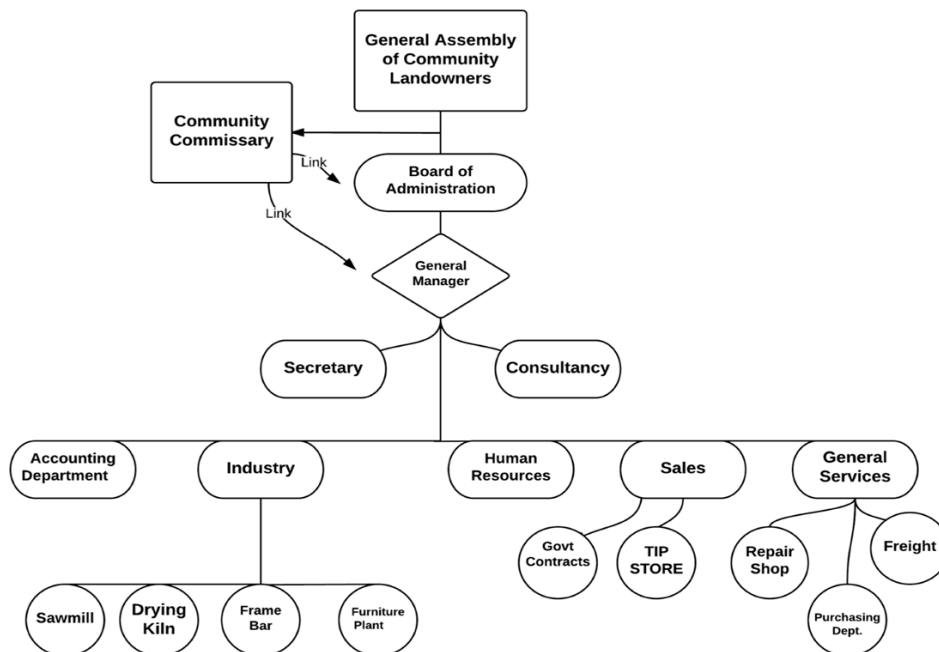 General Assembly
of Community
Landowners
Community
Commissary
Link
Board of
Administration
Link
General
Manager
Secretary
Consultancy
Accounting
Department
Industry
Human
Resources
Sales
General
Services
Govt
Contracts
TIP
STORE
Repair
Shop
Freight
Sawmill
Drying
Kiln
Frame
Bar
Furniture
Plant
Purchasing
Dept.